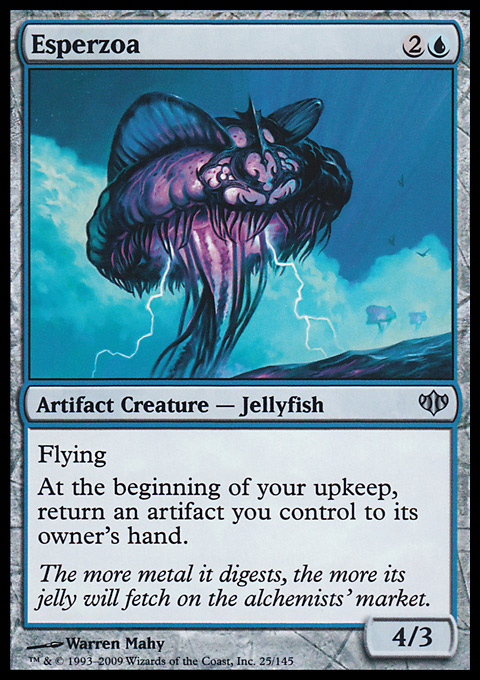 Esperzoa
2
Artifact Creature — Jellyfish
Flying
At the beginning of your upkeep,
return an artifact you control to its
owner's hand.
The more metal it digests, the more its
jelly will fetch on the alchemists' market.
Warren Mahy
4/3
™ & © 1993–2009 Wizards of the Coast, Inc. 25/145